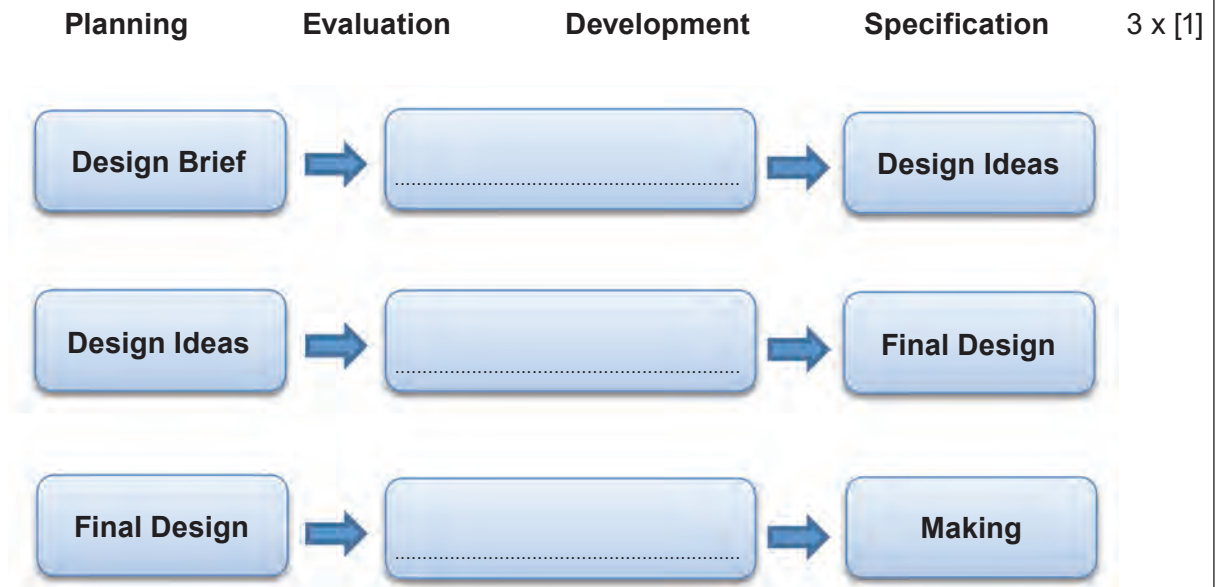 Planning Evaluation Development Specification 3 x [1]
Design Brief ........................ Design Ideas
Design Ideas ........................ Final Design
Final Design ........................ Making